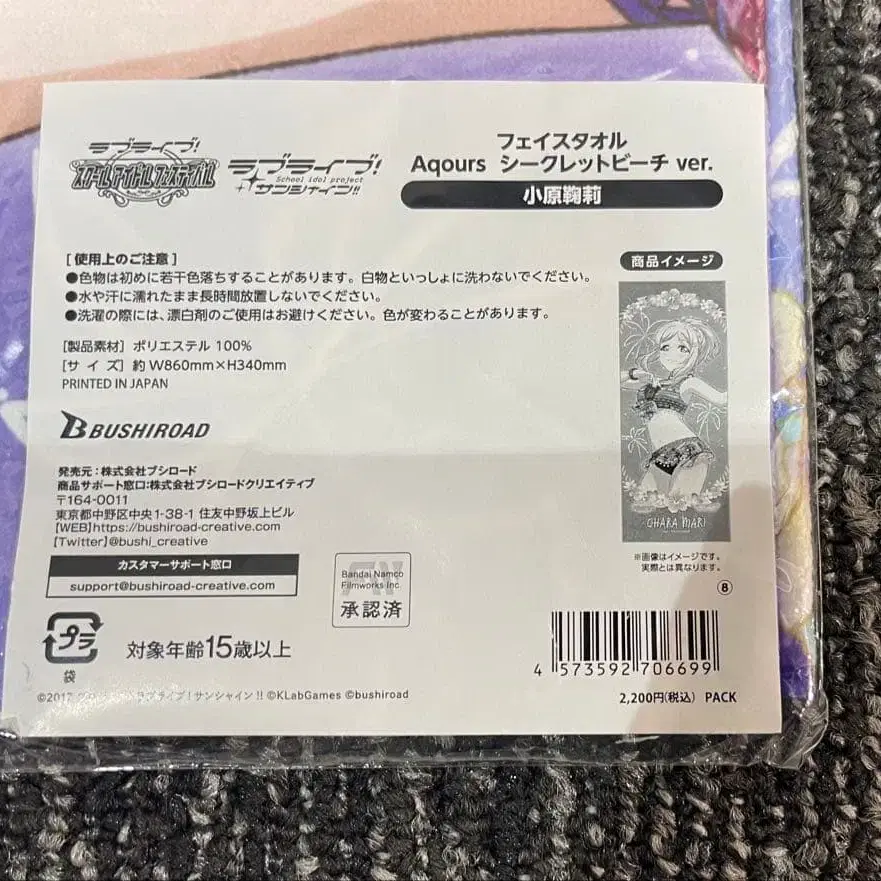 ラブライブ!
スクールアイドルフェスティバル
ラブライブ!
School idol project
サンシャイン!!
フェイスタオル
Aqours シークレットビーチ ver.
小原鞠莉
[使用上のご注意]
●色物は初めに若干色落ちすることがあります。白物といっしょに洗わないでください。
●水や汗に濡れたまま長時間放置しないでください。
●洗濯の際には、漂白剤のご使用はお避けください。色が変わることがあります。
[製品素材] ポリエステル 100%
[サ イ ズ] 約 W860mm×H340mm
PRINTED IN JAPAN
BUSHIROAD
発売元:株式会社ブシロード
商品サポート窓口:株式会社ブシロードクリエイティブ
〒164-0011
東京都中野区中央1-38-1 住友中野坂上ビル
【WEB】https://bushiroad-creative.com
【Twitter】@bushi_creative
カスタマーサポート窓口
support@bushiroad-creative.com
プラ
袋
対象年齢15歳以上
Bandai Namco
Filmworks Inc.
承認済
商品イメージ
OHARA MARI
※画像はイメージです。
実際とは異なります。
⑧
4 573592 706699
2,200円(税込) PACK
©2017 ラブライブ!サンシャイン!! ©KLabGames ©bushiroad